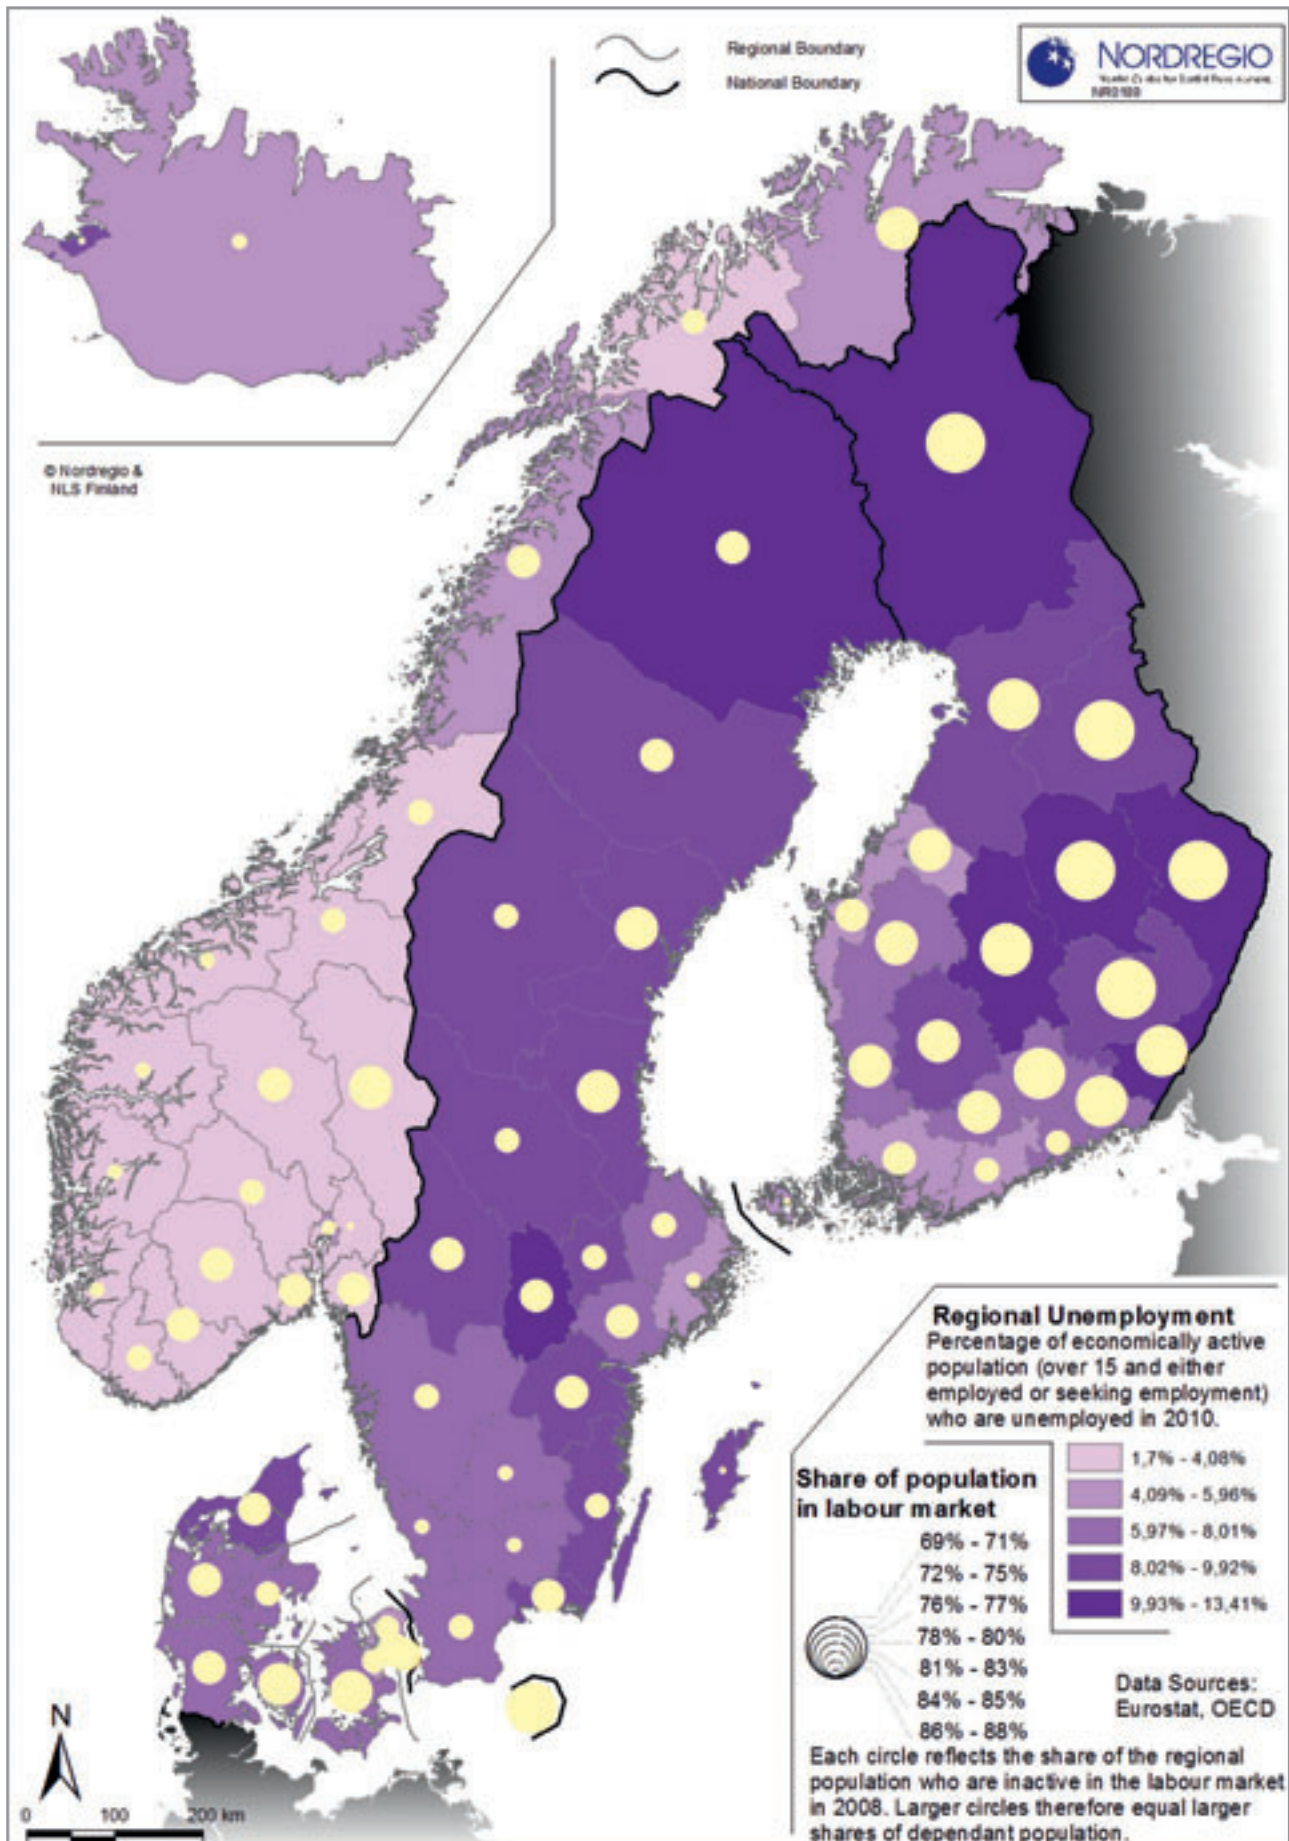 Regional Boundary
National Boundary
NORDREGIO
NR0180
© Nordregio &
NLS Finland
Regional Unemployment
Percentage of economically active
population (over 15 and either
employed or seeking employment)
who are unemployed in 2010.
1,7% - 4,08%
4,09% - 5,96%
5,97% - 8,01%
8,02% - 9,92%
9,93% - 13,41%
Share of population
in labour market
69% - 71%
72% - 75%
76% - 77%
78% - 80%
81% - 83%
84% - 85%
86% - 88%
Data Sources:
Eurostat, OECD
Each circle reflects the share of the regional
population who are inactive in the labour market
in 2008. Larger circles therefore equal larger
shares of dependant population.
N
0 100 200 km